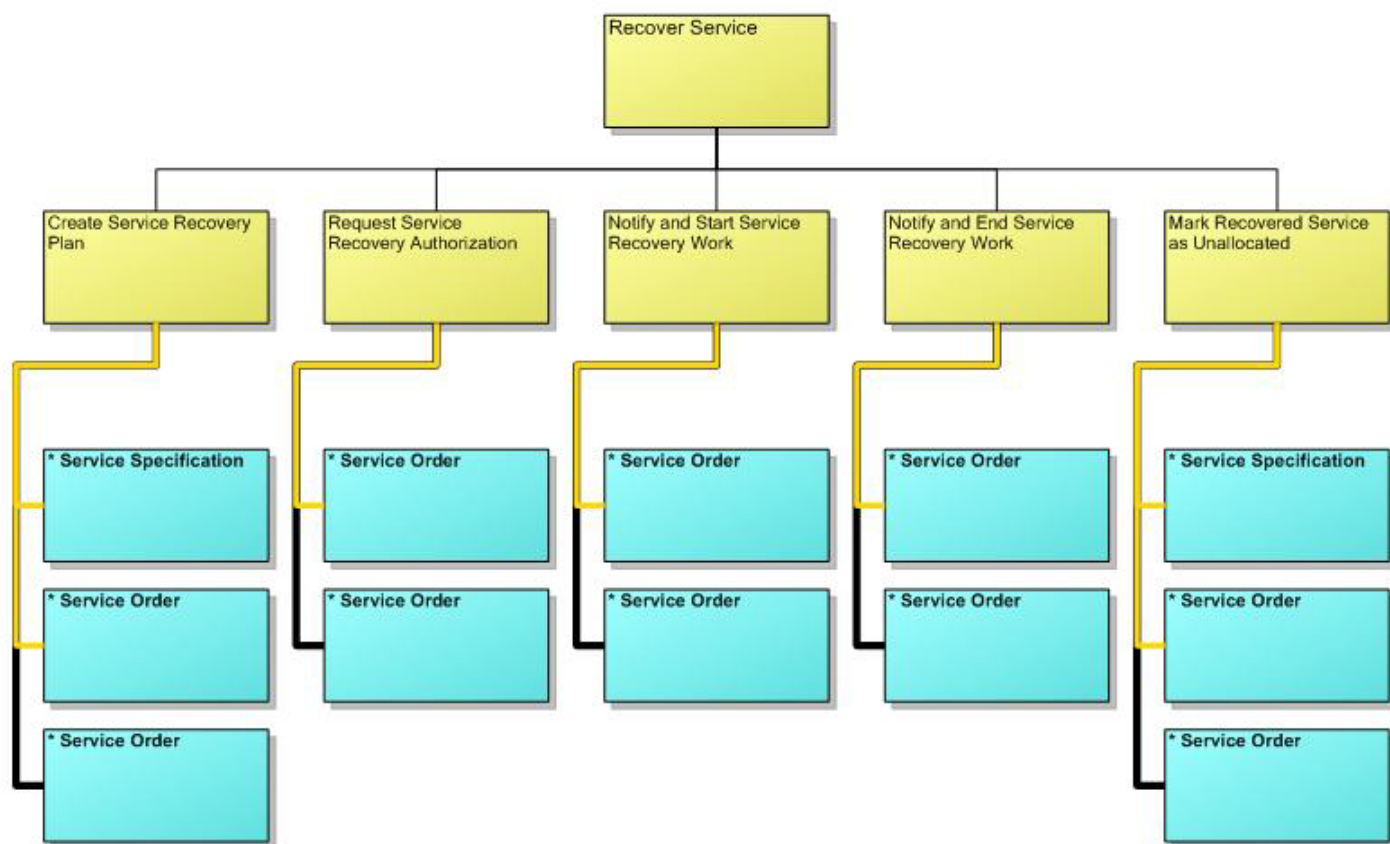 Recover Service
Create Service Recovery
Plan
Request Service
Recovery Authorization
Notify and Start Service
Recovery Work
Notify and End Service
Recovery Work
Mark Recovered Service
as Unallocated
* Service Specification
* Service Order
* Service Order
* Service Order
* Service Specification
* Service Order
* Service Order
* Service Order
* Service Order
* Service Order
* Service Order
* Service Order